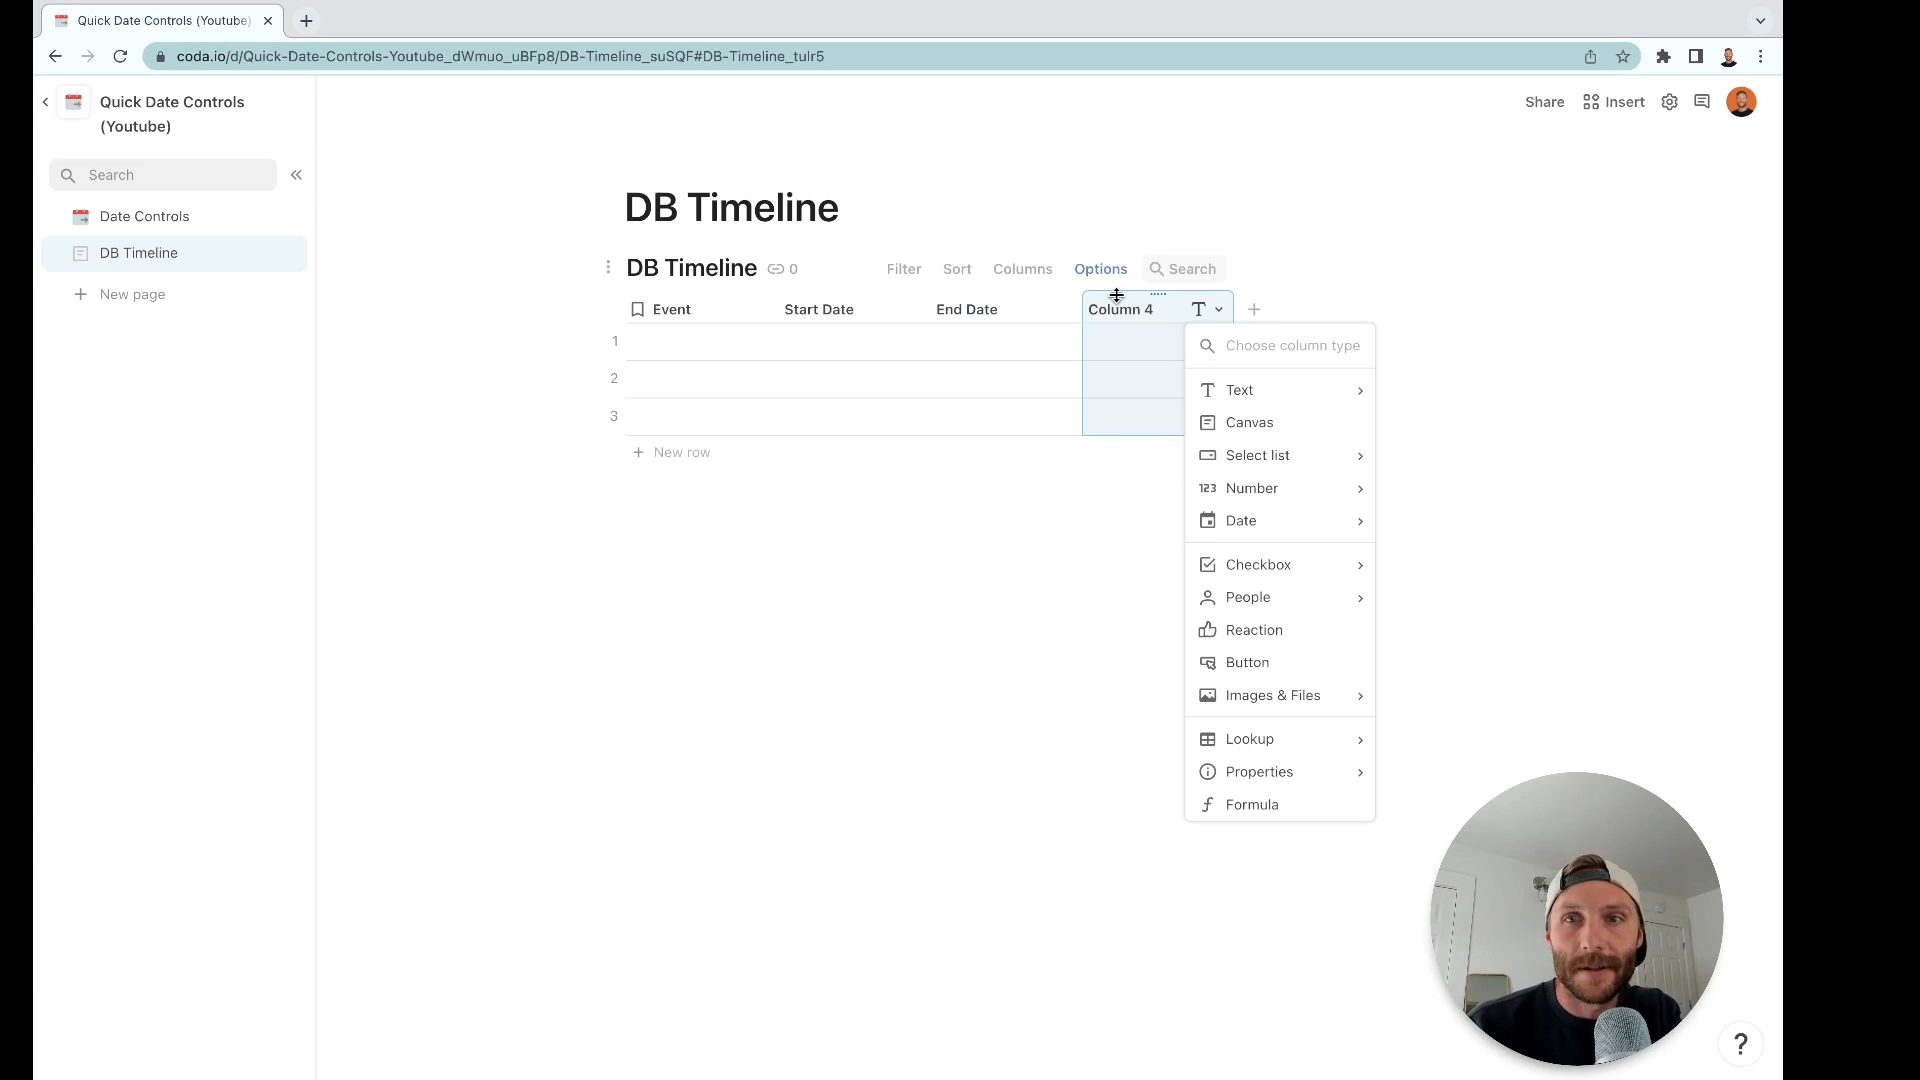 Quick Date Controls (Youtube)
coda.io/d/Quick-Date-Controls-Youtube_dWmuo_uBFp8/DB-Timeline_suSQF#DB-Timeline_tulr5
Quick Date Controls
(Youtube)
Share
Insert
Search
Date Controls
DB Timeline
New page
DB Timeline
DB Timeline
0
Filter
Sort
Columns
Options
Search
Event
Start Date
End Date
Column 4
1
2
3
New row
Choose column type
Text
Canvas
Select list
123 Number
Date
Checkbox
People
Reaction
Button
Images & Files
Lookup
Properties
Formula
?